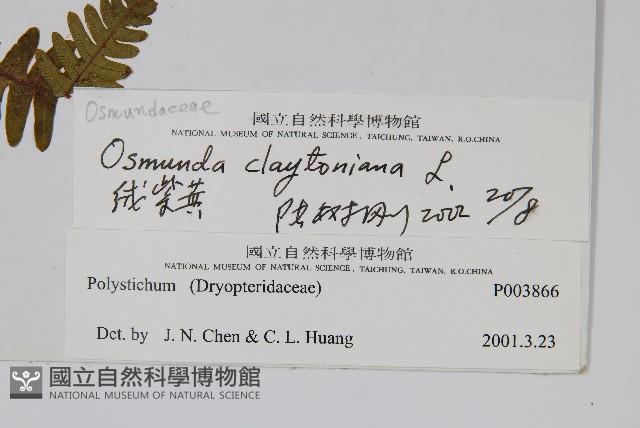 Osmundaceae
國立自然科學博物館
NATIONAL MUSEUM OF NATURAL SCIENCE, TAICHUNG, TAIWAN, R.O.CHINA
Osmunda claytoniana L.
絨紫萁 2002 20/8
國立自然科學博物館
NATIONAL MUSEUM OF NATURAL SCIENCE, TAICHUNG, TAIWAN, R.O.CHINA
Polystichum (Dryopteridaceae) P003866
Det. by J. N. Chen & C. L. Huang 2001.3.23
國立自然科學博物館
NATIONAL MUSEUM OF NATURAL SCIENCE